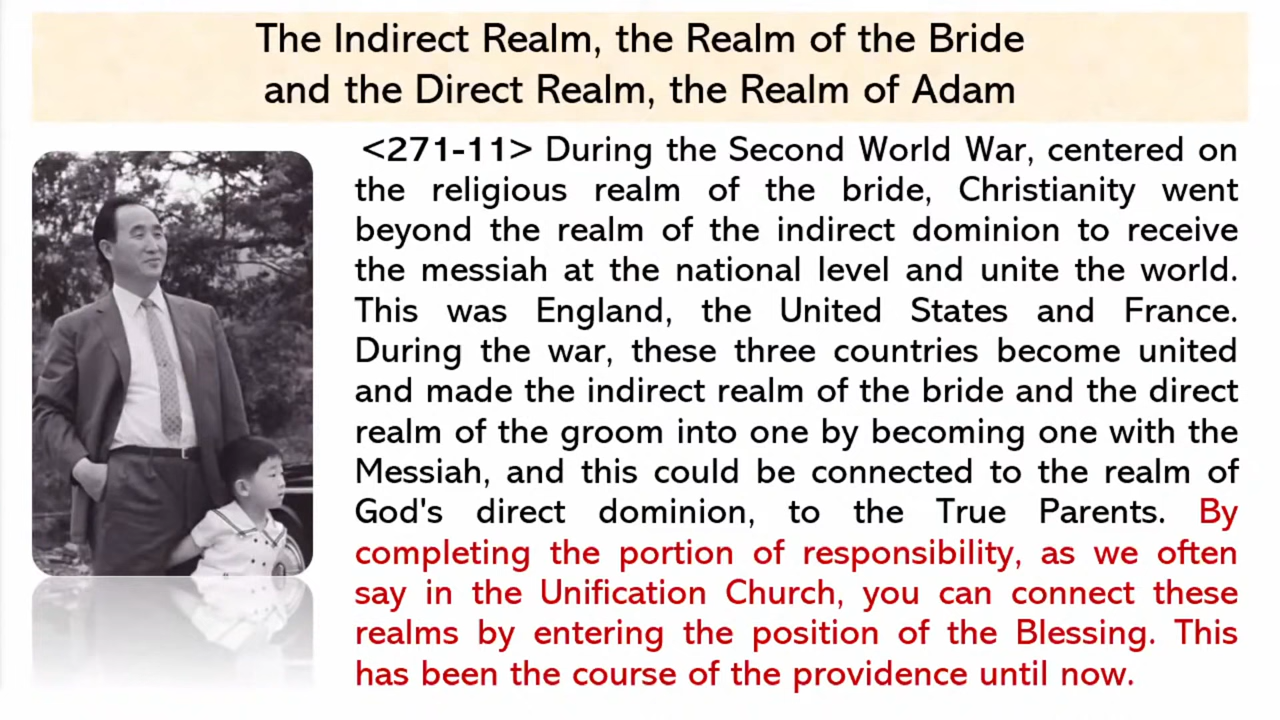 The Indirect Realm, the Realm of the Bride
and the Direct Realm, the Realm of Adam
<271-11> During the Second World War, centered on
the religious realm of the bride, Christianity went
beyond the realm of the indirect dominion to receive
the messiah at the national level and unite the world.
This was England, the United States and France.
During the war, these three countries become united
and made the indirect realm of the bride and the direct
realm of the groom into one by becoming one with the
Messiah, and this could be connected to the realm of
God's direct dominion, to the True Parents. By
completing the portion of responsibility, as we often
say in the Unification Church, you can connect these
realms by entering the position of the Blessing. This
has been the course of the providence until now.